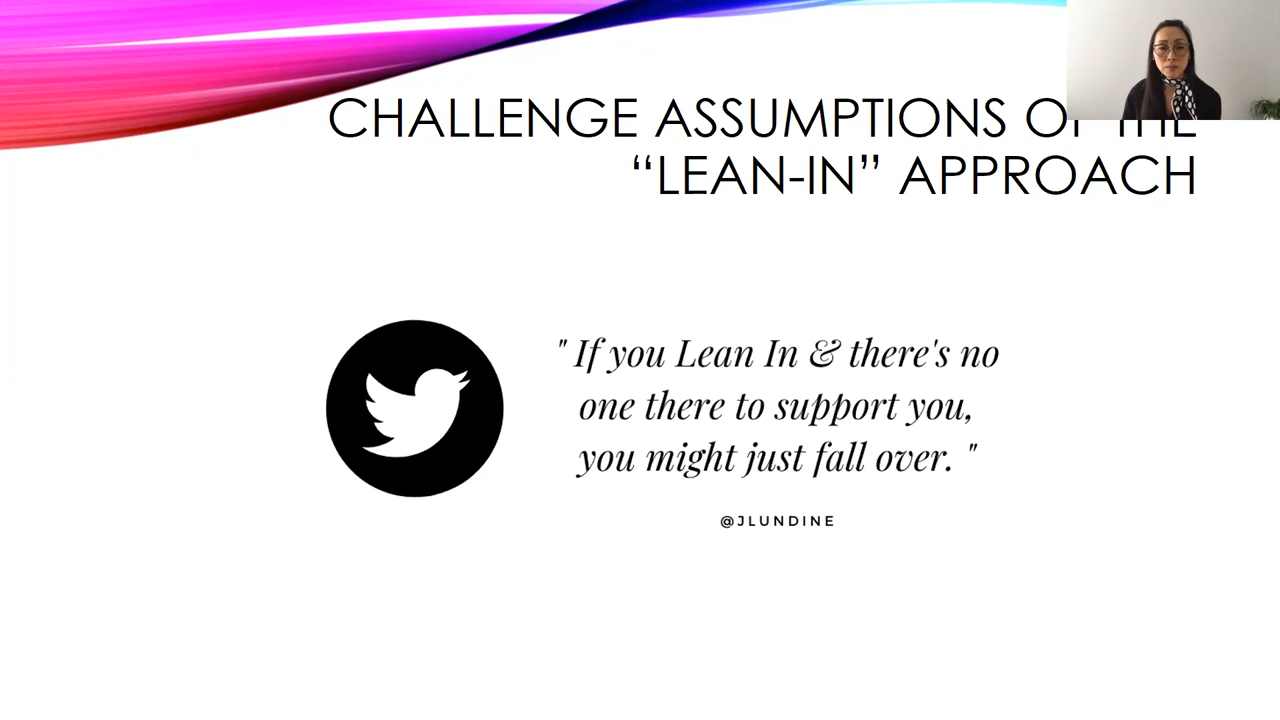 CHALLENGE ASSUMPTIONS OF THE
“LEAN-IN” APPROACH
" If you Lean In & there's no
one there to support you,
you might just fall over. "
@JLUNDINE